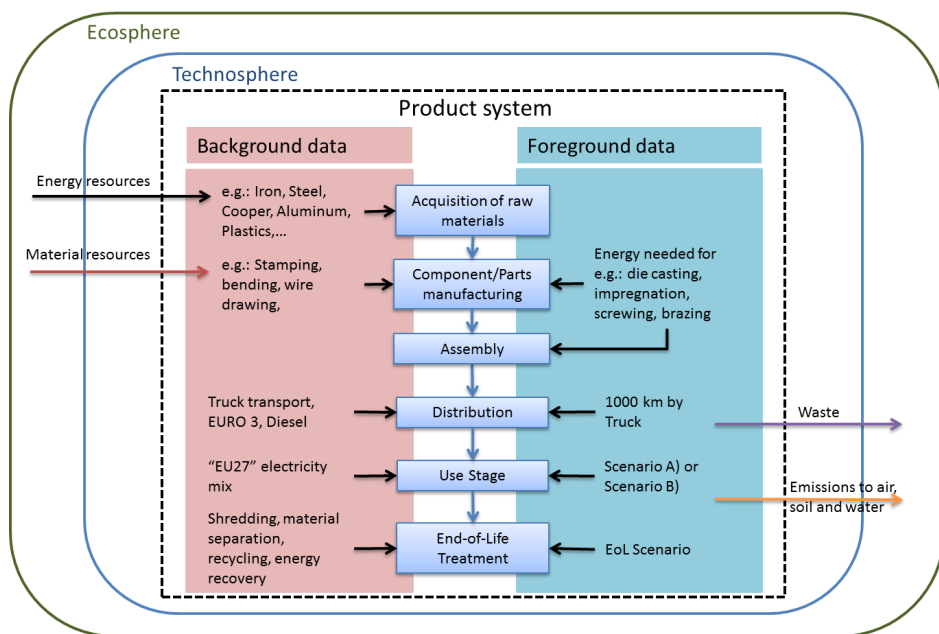 Ecosphere
Technosphere
Product system
Background data
Foreground data
Energy resources
e.g.: Iron, Steel,
Cooper, Aluminum,
Plastics,...
Acquisition of raw
materials
Material resources
e.g.: Stamping,
bending, wire
drawing,
Component/Parts
manufacturing
Energy needed for
e.g.: die casting,
impregnation,
screwing, brazing
Assembly
Truck transport,
EURO 3, Diesel
Distribution
1000 km by
Truck
Waste
“EU27” electricity
mix
Use Stage
Scenario A) or
Scenario B)
Emissions to air,
soil and water
Shredding, material
separation,
recycling, energy
recovery
End-of-Life
Treatment
EoL Scenario